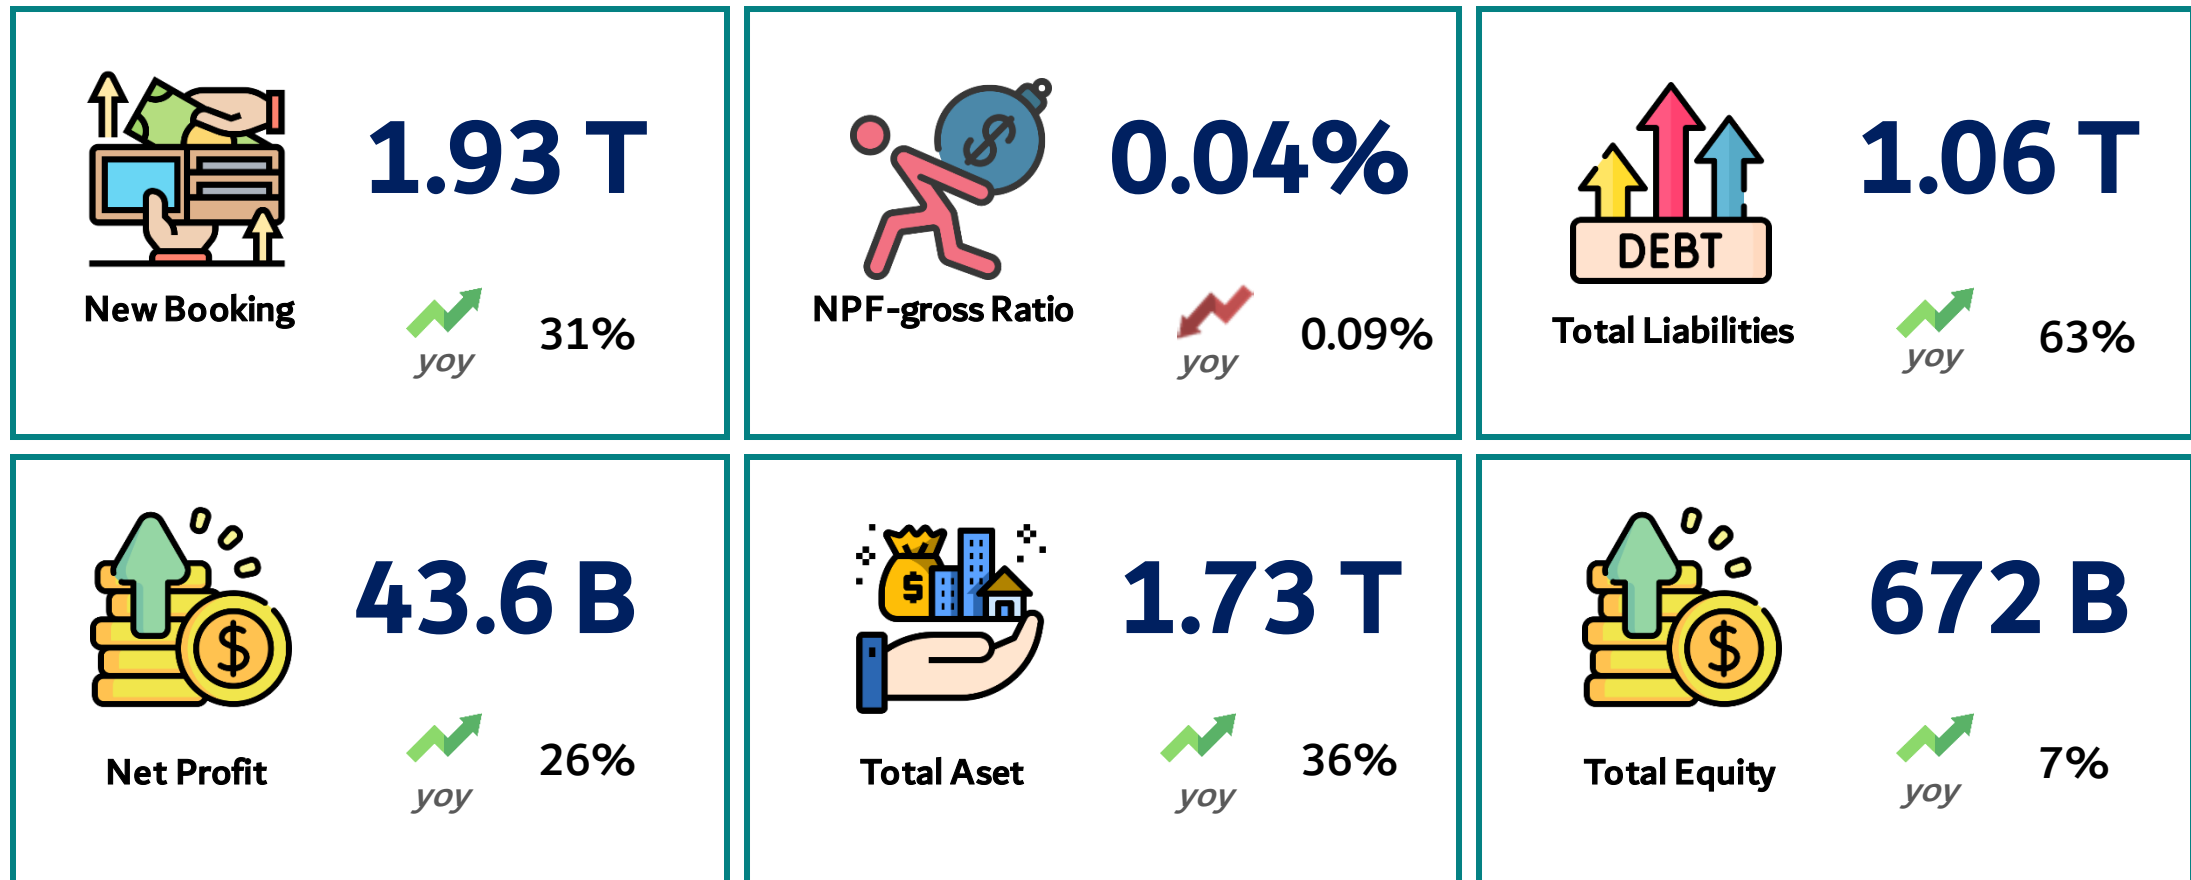 1.93 T
New Booking
yoy
31%
0.04%
NPF-gross Ratio
yoy
0.09%
1.06 T
DEBT
Total Liabilities
yoy
63%
43.6 B
Net Profit
yoy
26%
1.73 T
Total Aset
yoy
36%
672 B
Total Equity
yoy
7%